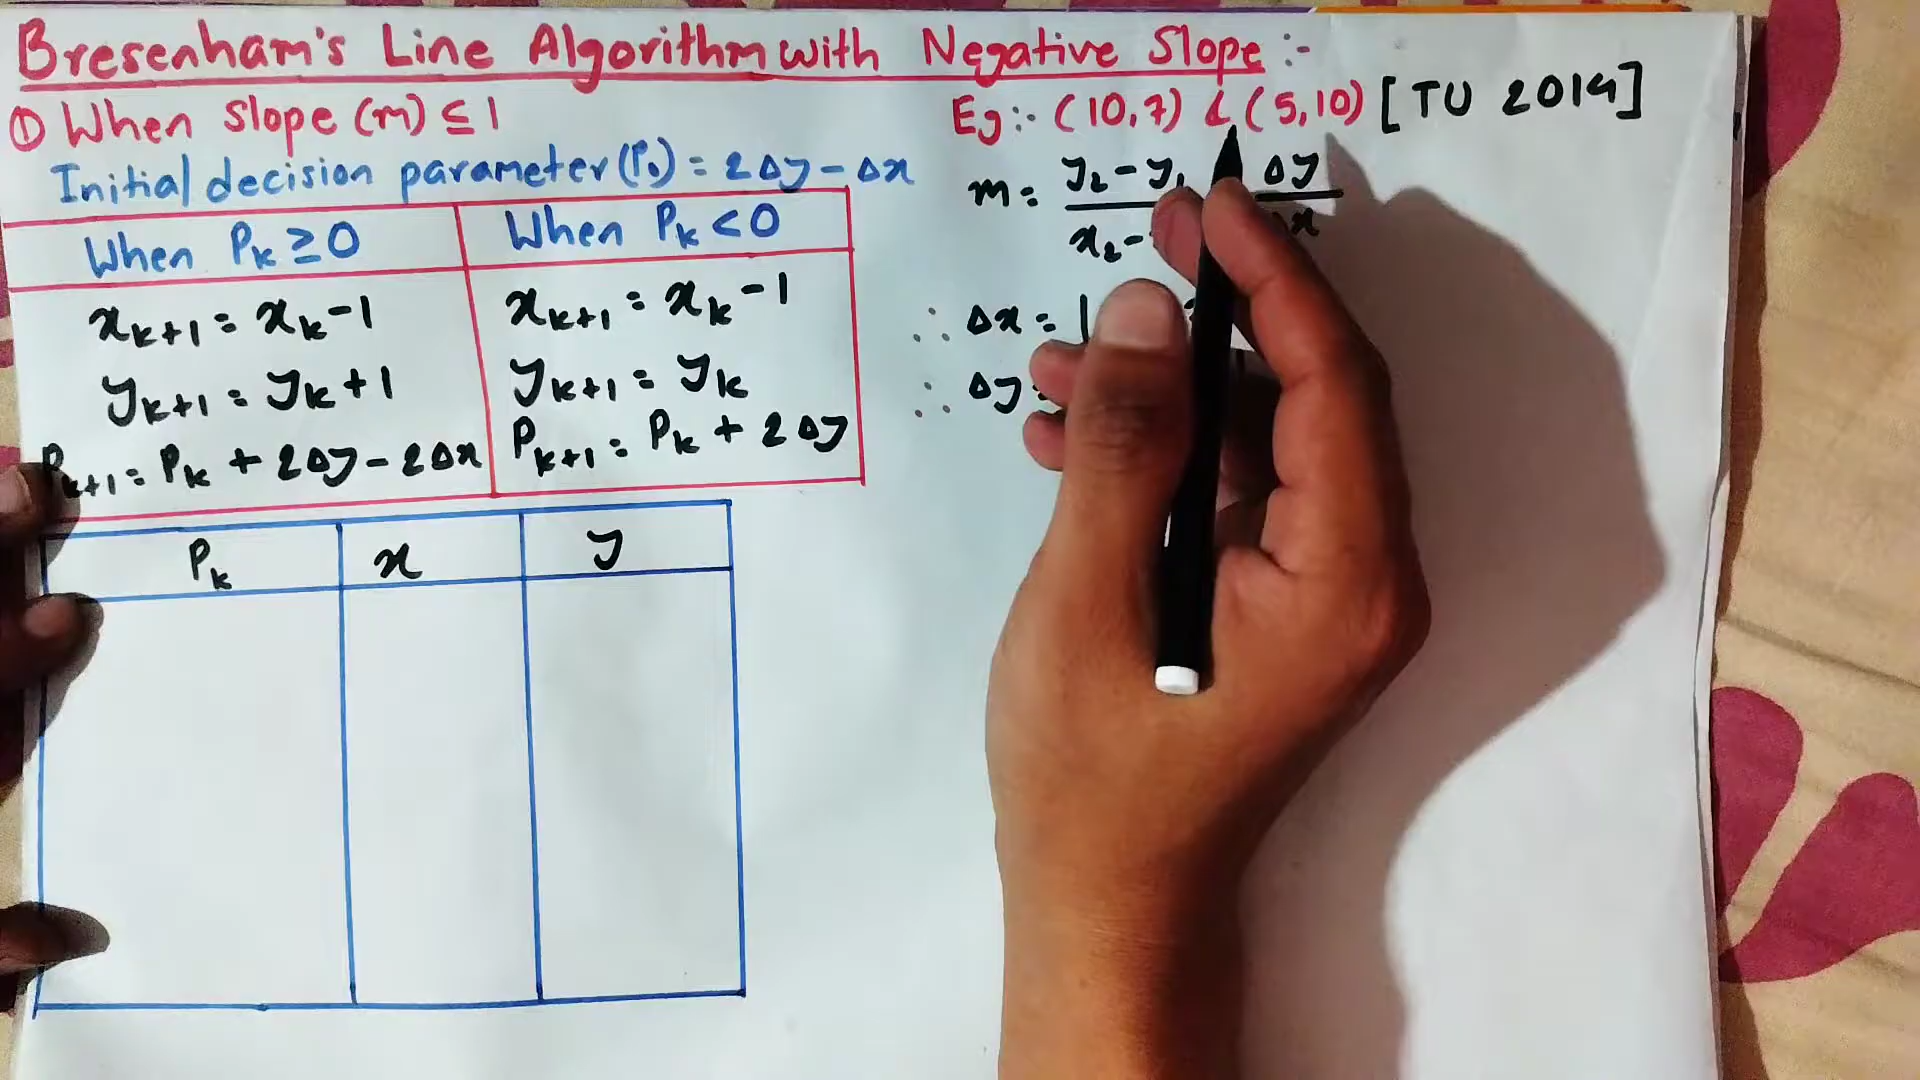 Bresenham's Line Algorithm with Negative Slope :-
① When slope (m) ≤ 1
Initial decision parameter (P₀) = 2Δy - Δx
When Pk ≥ 0
xk+1 = xk - 1
yk+1 = yk + 1
Pk+1 = Pk + 2Δy - 2Δx
When Pk < 0
xk+1 = xk - 1
yk+1 = yk
Pk+1 = Pk + 2Δy
Pk x y
Eg :- (10,7) & (5,10) [TU 2014]
m = y₂ - y₁ Δy
x₂ - x
∴ Δx = |
∴ Δy =